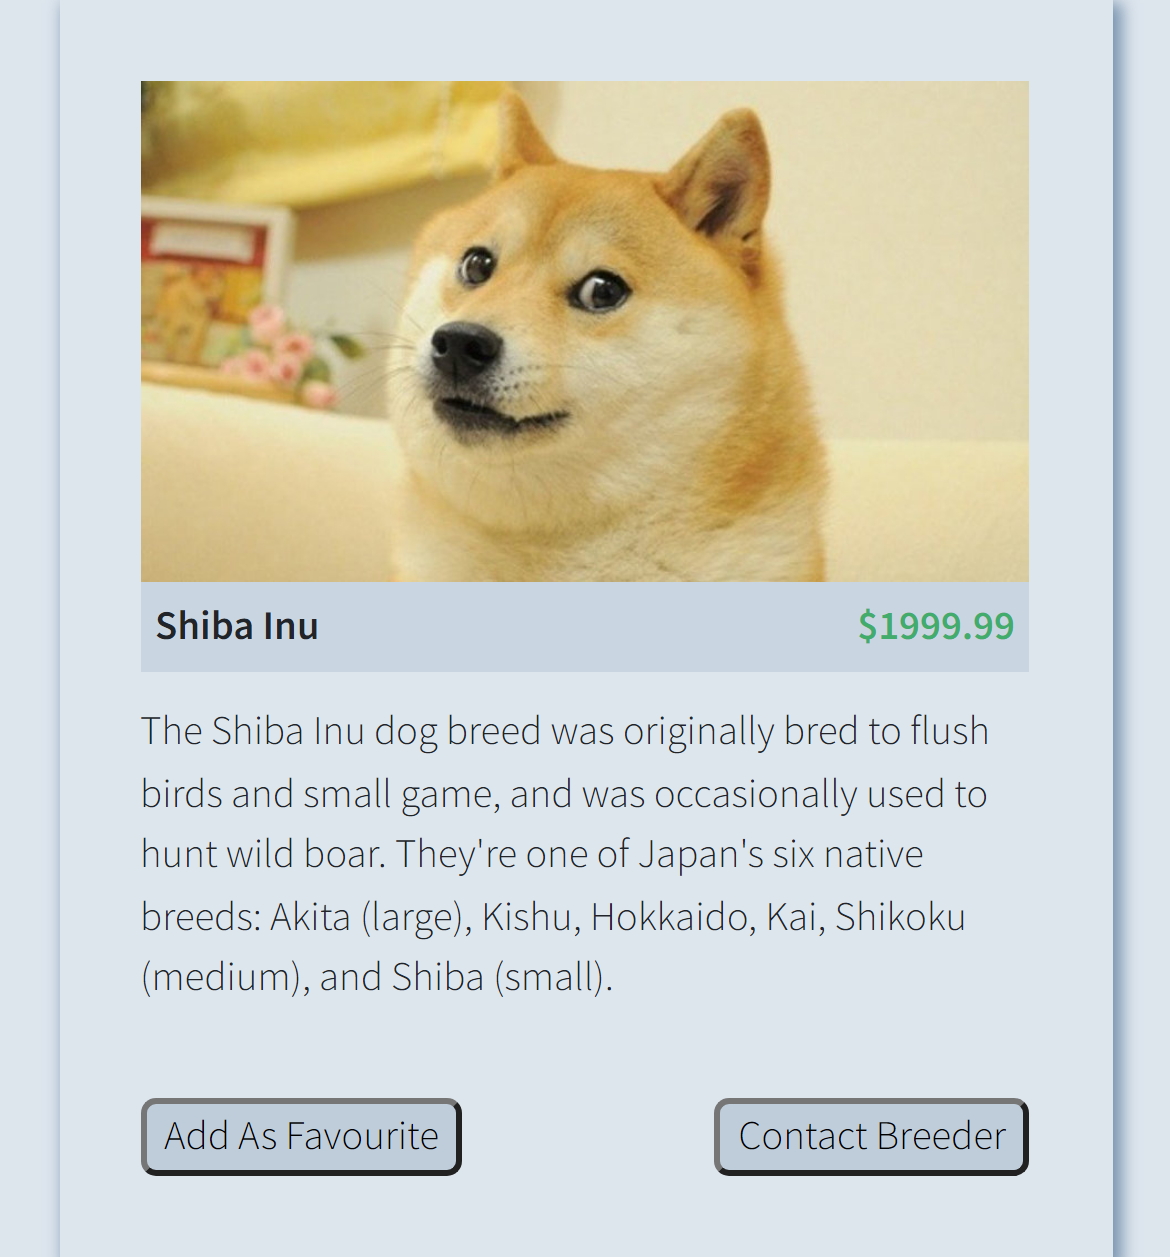 Shiba Inu
$1999.99
The Shiba Inu dog breed was originally bred to flush
birds and small game, and was occasionally used to
hunt wild boar. They're one of Japan's six native
breeds: Akita (large), Kishu, Hokkaido, Kai, Shikoku
(medium), and Shiba (small).
Add As Favourite
Contact Breeder